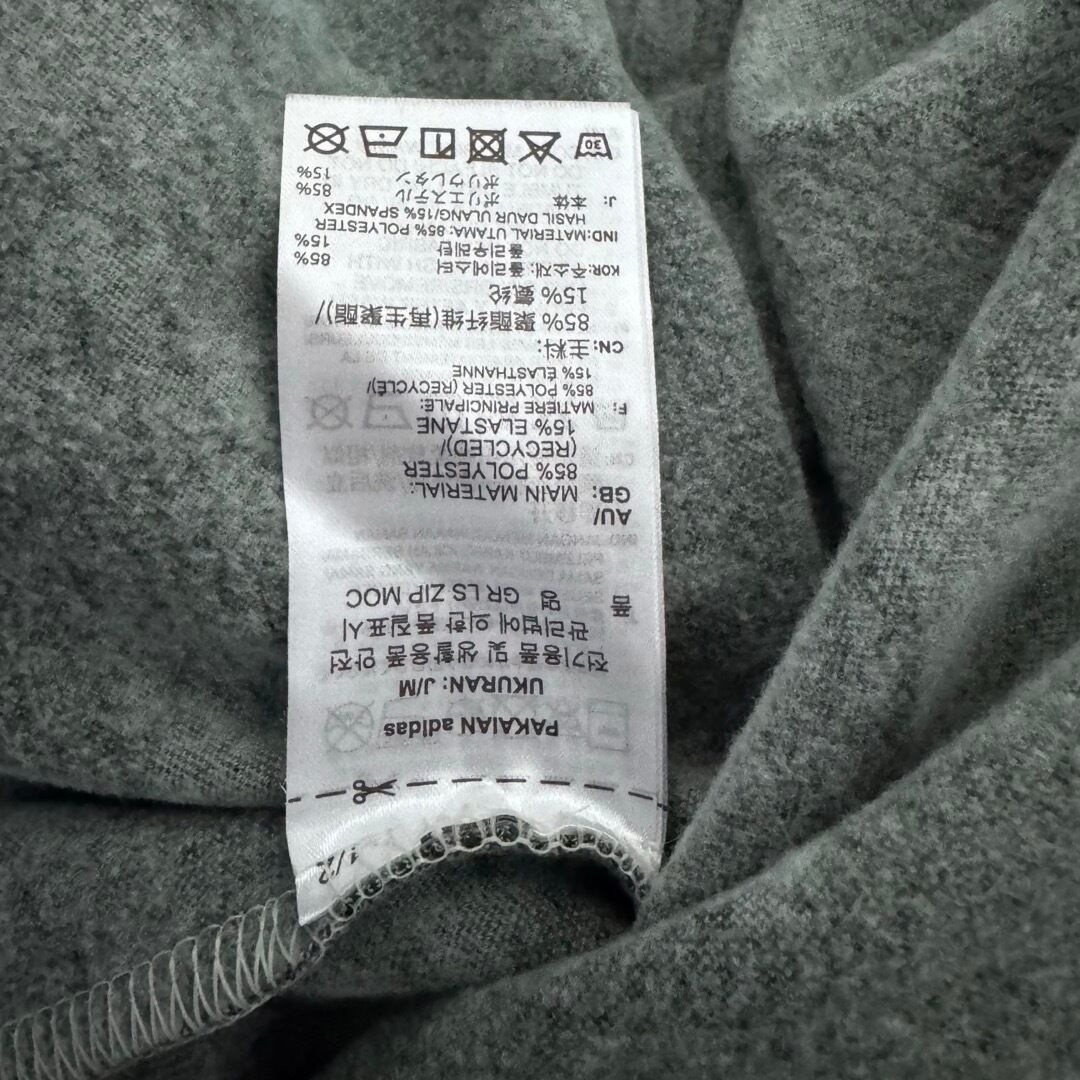 1/2
PAKAIAN adidas
UKURAN: J/M
전기용품 및 생활용품 안전
관리법에 의한 품질표시
품 명 GR LS ZIP MOC
AU/
GB: MAIN MATERIAL:
85% POLYESTER
(RECYCLED)/
15% ELASTANE
F: MATIÈRE PRINCIPALE:
85% POLYESTER (RECYCLÉ)/
15% ÉLASTHANNE
CN: 主料:
85% 聚酯纤维(再生聚酯)/
15% 氨纶
KOR:주소재: 폴리에스터 85%
폴리우레탄 15%
IND:MATERIAL UTAMA: 85% POLYESTER
HASIL DAUR ULANG/15% SPANDEX
J: 本体 ポリエステル 85%
ポリウレタン 15%
30